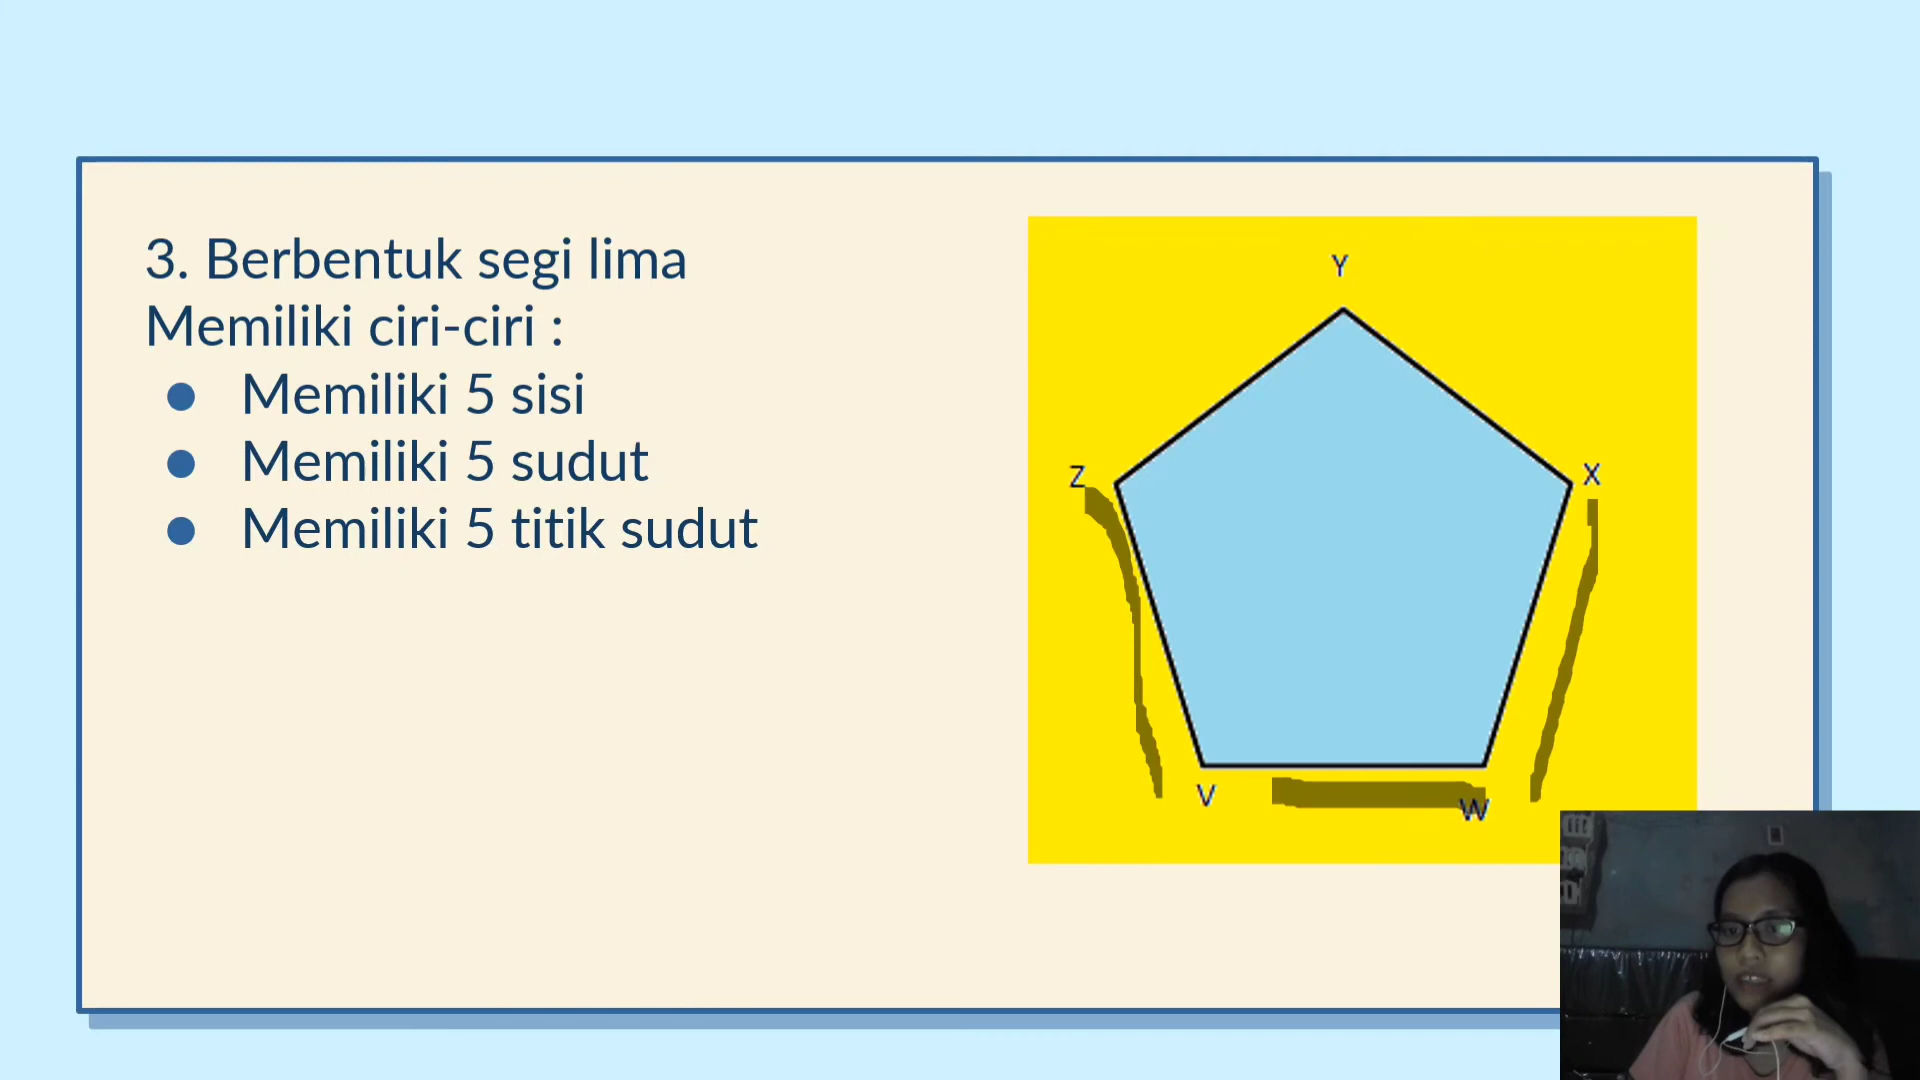 3. Berbentuk segi lima
Memiliki ciri-ciri :
● Memiliki 5 sisi
● Memiliki 5 sudut
● Memiliki 5 titik sudut
Y
Z
X
V
W